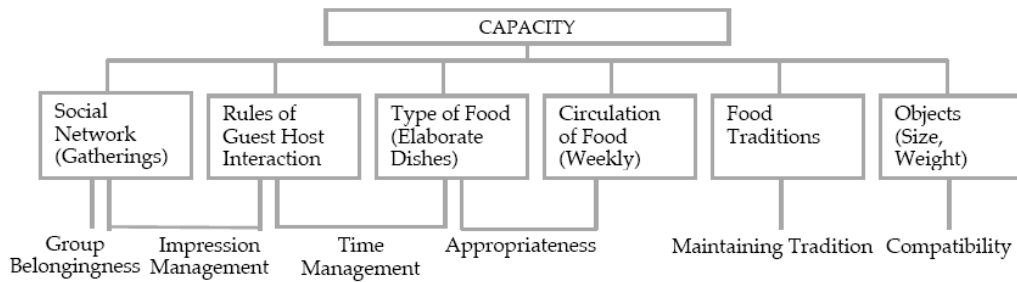 CAPACITY
Social
Network
(Gatherings)
Rules of
Guest Host
Interaction
Type of Food
(Elaborate
Dishes)
Circulation
of Food
(Weekly)
Food
Traditions
Objects
(Size,
Weight)
Group
Belongingness
Impression
Management
Time
Management
Appropriateness
Maintaining Tradition
Compatibility